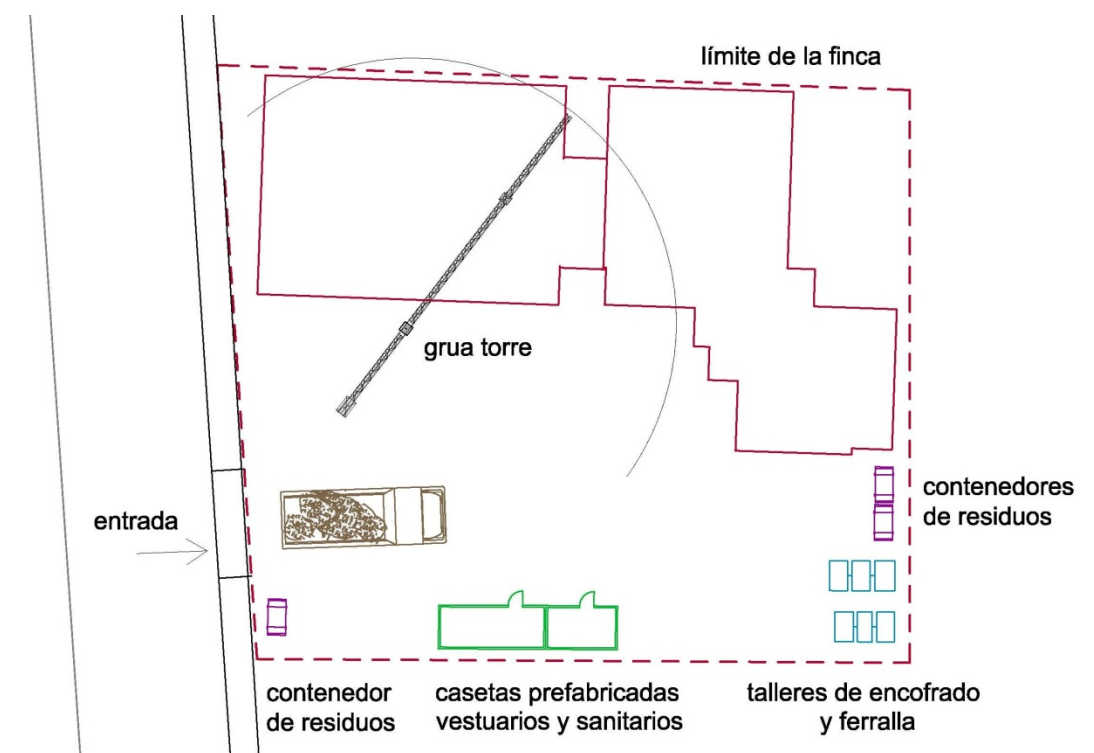 límite de la finca
grua torre
entrada
contenedores
de residuos
contenedor
de residuos
casetas prefabricadas
vestuarios y sanitarios
talleres de encofrado
y ferralla